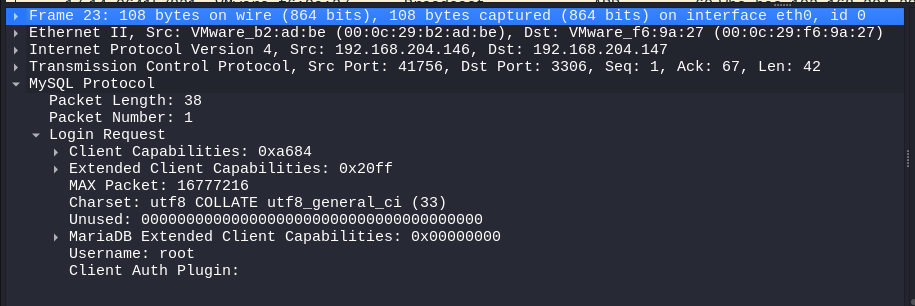 Frame 23: 108 bytes on wire (864 bits), 108 bytes captured (864 bits) on interface eth0, id 0
Ethernet II, Src: VMware_b2:ad:be (00:0c:29:b2:ad:be), Dst: VMware_f6:9a:27 (00:0c:29:f6:9a:27)
Internet Protocol Version 4, Src: 192.168.204.146, Dst: 192.168.204.147
Transmission Control Protocol, Src Port: 41756, Dst Port: 3306, Seq: 1, Ack: 67, Len: 42
MySQL Protocol
Packet Length: 38
Packet Number: 1
Login Request
Client Capabilities: 0xa684
Extended Client Capabilities: 0x20ff
MAX Packet: 16777216
Charset: utf8 COLLATE utf8_general_ci (33)
Unused: 00000000000000000000000000000000000000
MariaDB Extended Client Capabilities: 0x00000000
Username: root
Client Auth Plugin: